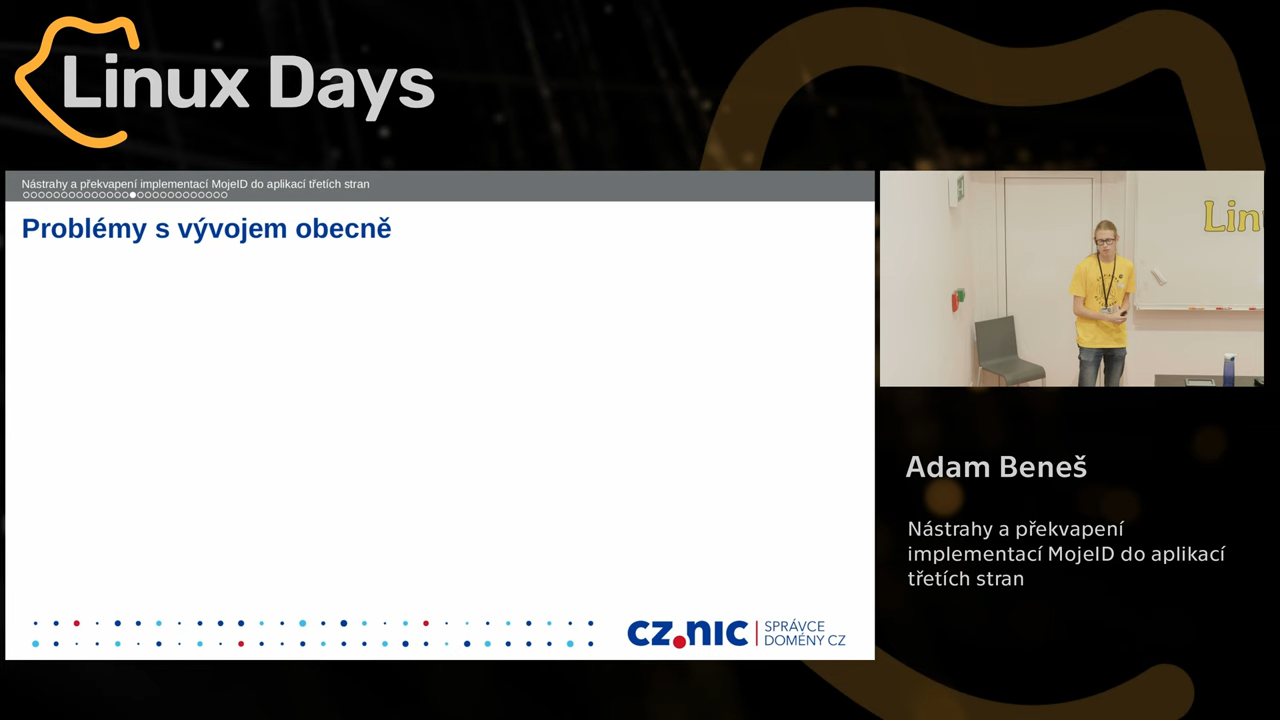 Linux Days
Nástrahy a překvapení implementací MojeID do aplikací třetích stran
Problémy s vývojem obecně
CZ.NIC
SPRÁVCE
DOMÉNY CZ
Lin
Adam Beneš
Nástrahy a překvapení
implementací MojeID do aplikací
třetích stran